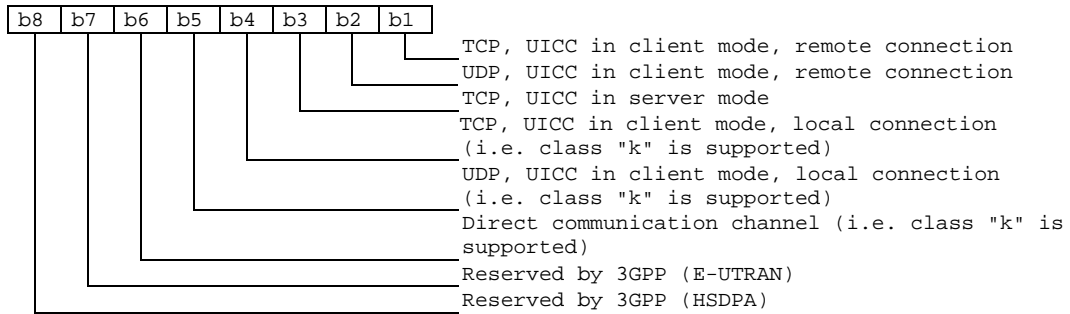 b8 b7 b6 b5 b4 b3 b2 b1
TCP, UICC in client mode, remote connection
UDP, UICC in client mode, remote connection
TCP, UICC in server mode
TCP, UICC in client mode, local connection
(i.e. class "k" is supported)
UDP, UICC in client mode, local connection
(i.e. class "k" is supported)
Direct communication channel (i.e. class "k" is
supported)
Reserved by 3GPP (E-UTRAN)
Reserved by 3GPP (HSDPA)